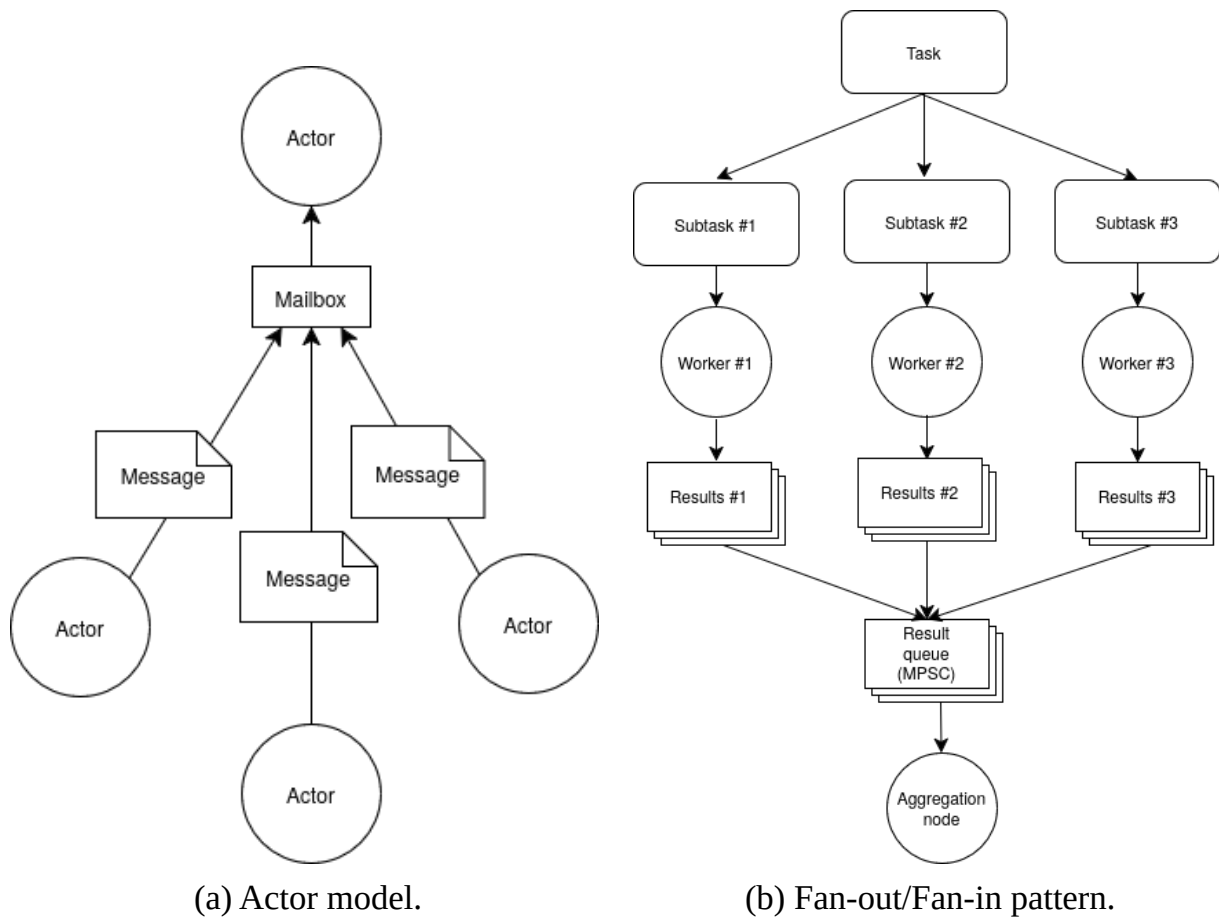 Actor
Mailbox
Message
Message
Message
Actor
Actor
Actor
(a) Actor model.
Task
Subtask #1
Subtask #2
Subtask #3
Worker #1
Worker #2
Worker #3
Results #1
Results #2
Results #3
Result
queue
(MPSC)
Aggregation
node
(b) Fan-out/Fan-in pattern.